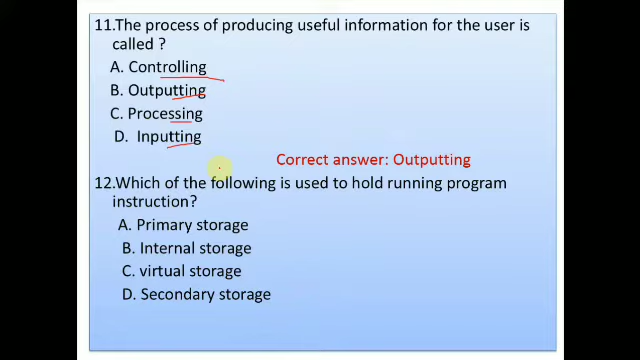 11.The process of producing useful information for the user is
called ?
A. Controlling
B. Outputting
C. Processing
D. Inputting
Correct answer: Outputting
12.Which of the following is used to hold running program
instruction?
A. Primary storage
B. Internal storage
C. virtual storage
D. Secondary storage